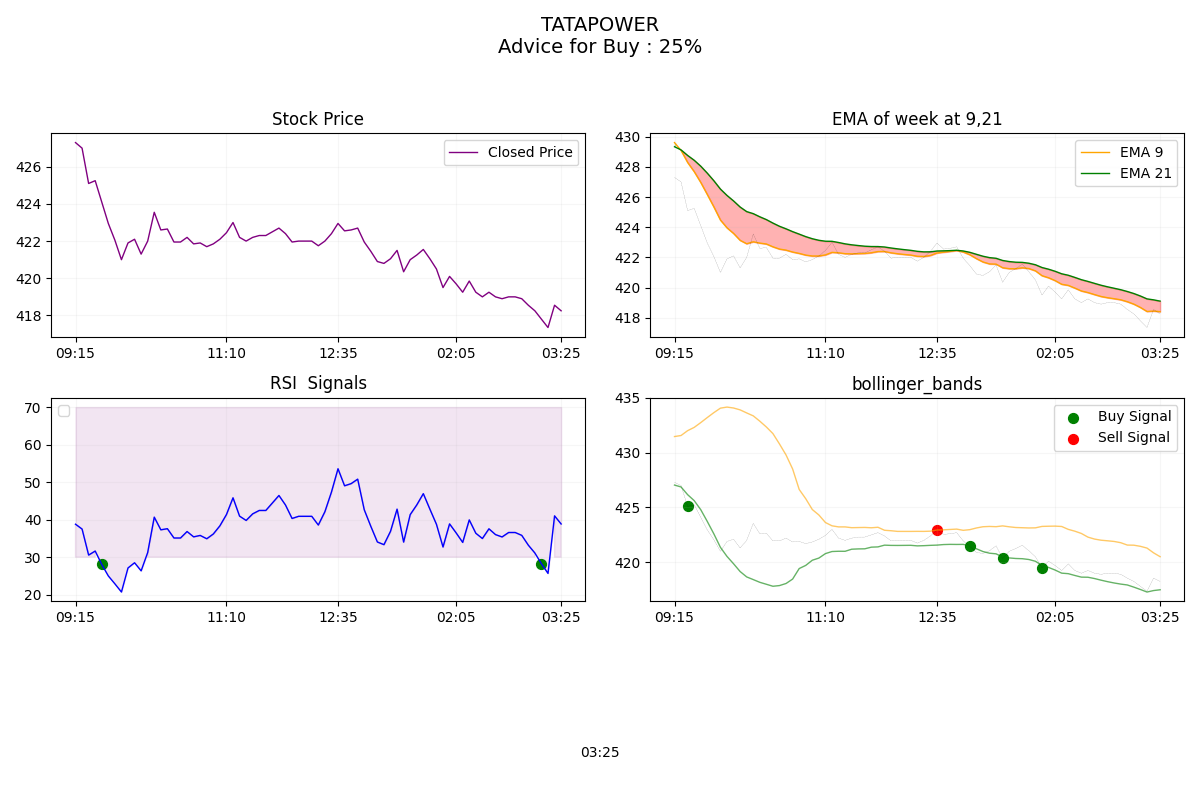 TATAPOWER
Advice for Buy : 25%
Stock Price
Closed Price
426
424
422
420
418
09:15 11:10 12:35 02:05 03:25
EMA of week at 9,21
EMA 9
EMA 21
430
428
426
424
422
420
418
09:15 11:10 12:35 02:05 03:25
RSI  Signals
70
60
50
40
30
20
09:15 11:10 12:35 02:05 03:25
bollinger_bands
Buy Signal
Sell Signal
435
430
425
420
09:15 11:10 12:35 02:05 03:25
03:25